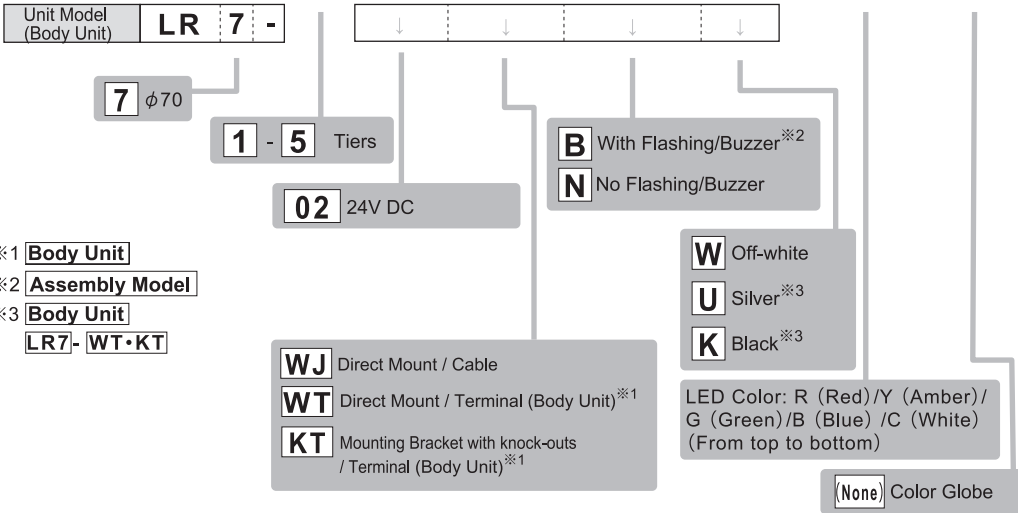 Unit Model
(Body Unit)
LR 7 -
↓ ↓ ↓ ↓
7 φ70
1 - 5 Tiers
02 24V DC
B With Flashing/Buzzer※2
N No Flashing/Buzzer
※1 Body Unit
※2 Assembly Model
※3 Body Unit
LR7- WT・KT
W Off-white
U Silver※3
K Black※3
WJ Direct Mount / Cable
WT Direct Mount / Terminal (Body Unit)※1
KT Mounting Bracket with knock-outs
/ Terminal (Body Unit)※1
LED Color: R (Red)/Y (Amber)/
G (Green)/B (Blue) /C (White)
(From top to bottom)
(None) Color Globe